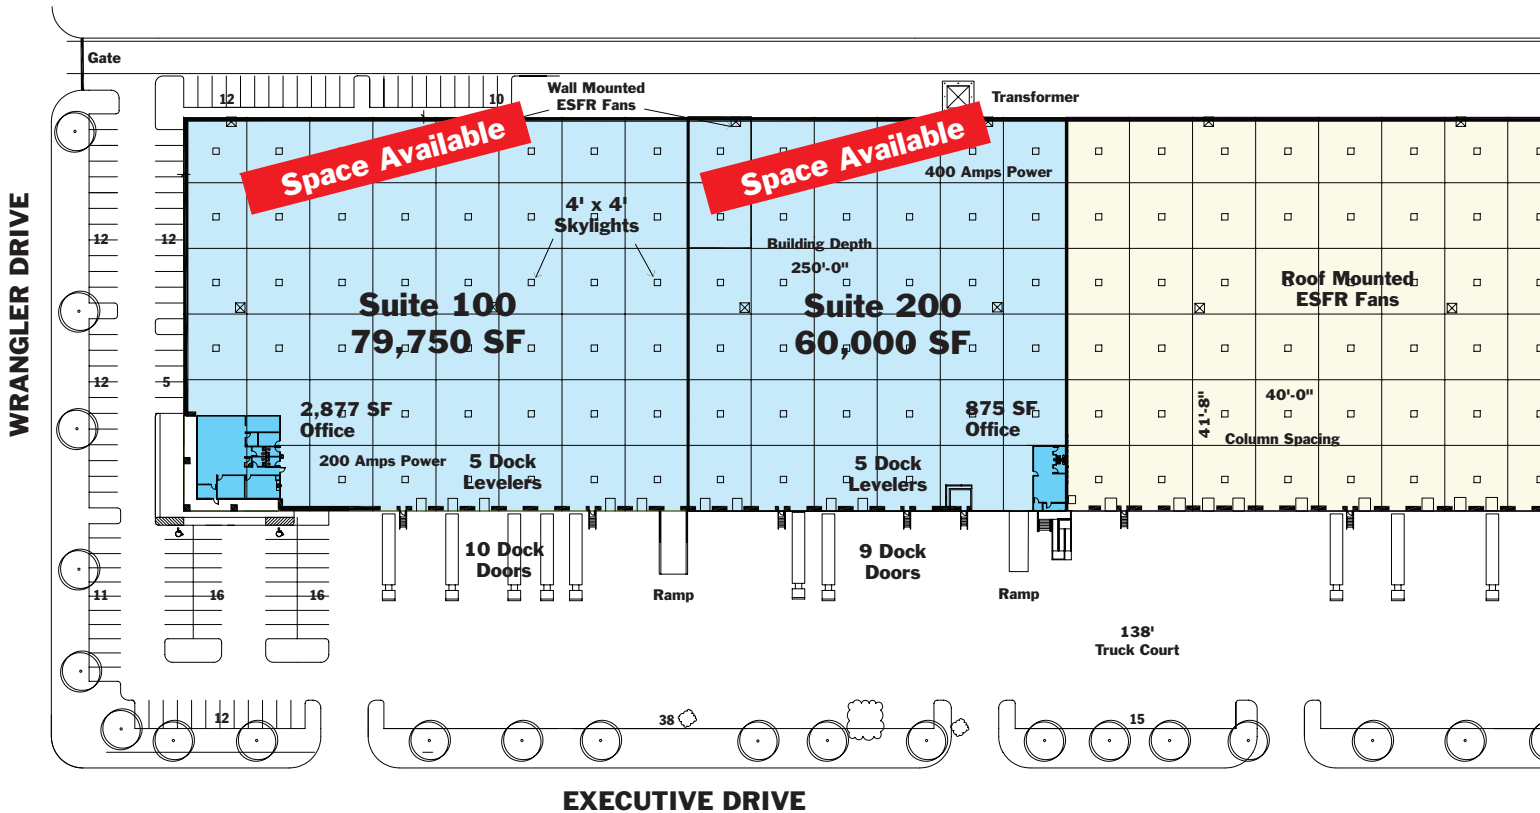 Gate
12
10
Wall Mounted
ESFR Fans
Transformer
Space Available
Space Available
400 Amps Power
4' x 4'
Skylights
WRANGLER DRIVE
12
12
Building Depth
250'-0"
Roof Mounted
ESFR Fans
Suite 100
79,750 SF
Suite 200
60,000 SF
12
5
2,877 SF
Office
875 SF
Office
41'-8"
40'-0"
Column Spacing
200 Amps Power
5 Dock
Levelers
5 Dock
Levelers
10 Dock
Doors
9 Dock
Doors
11
16
16
Ramp
Ramp
138'
Truck Court
12
38
15
EXECUTIVE DRIVE